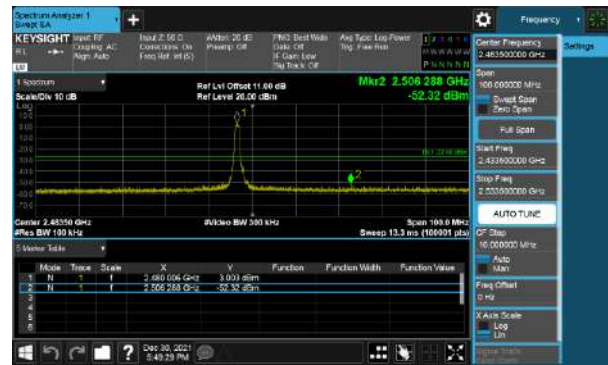 Spectrum Analyzer 1
Swept SA
Frequency
KEYSIGHT Input: RF
Coupling: AC
Align: Auto
Input Z: 50 Ω
Corrections: On
Freq Ref: Int (S)
#Atten: 20 dB
Preamp: Off
PNO: Best Wide
Gate: Off
IF Gain: Low
Sig Track: Off
Avg Type: Log-Power
Trig: Free Run
Center Frequency
2.483500000 GHz
Settings
Span
100.000000 MHz
Swept Span
Zero Span
Full Span
Start Freq
2.433500000 GHz
Stop Freq
2.533500000 GHz
AUTO TUNE
CF Step
10.000000 MHz
Auto
Man
Freq Offset
0 Hz
X Axis Scale
Log
Lin
1 Spectrum
Scale/Div 10 dB
Ref Lvl Offset 11.00 dB
Ref Level 20.00 dBm
Mkr2 2.506 288 GHz
-52.32 dBm
Log
Center 2.48350 GHz
#Res BW 100 kHz
#Video BW 300 kHz
Span 100.0 MHz
Sweep 13.3 ms (100001 pts)
5 Marker Table
Mode Trace Scale X Y Function Function Width Function Value
1 N 1 f 2.480 006 GHz 3.003 dBm
2 N 1 f 2.506 288 GHz -52.32 dBm
3
4
5
6
Dec 30, 2021
5:49:29 PM